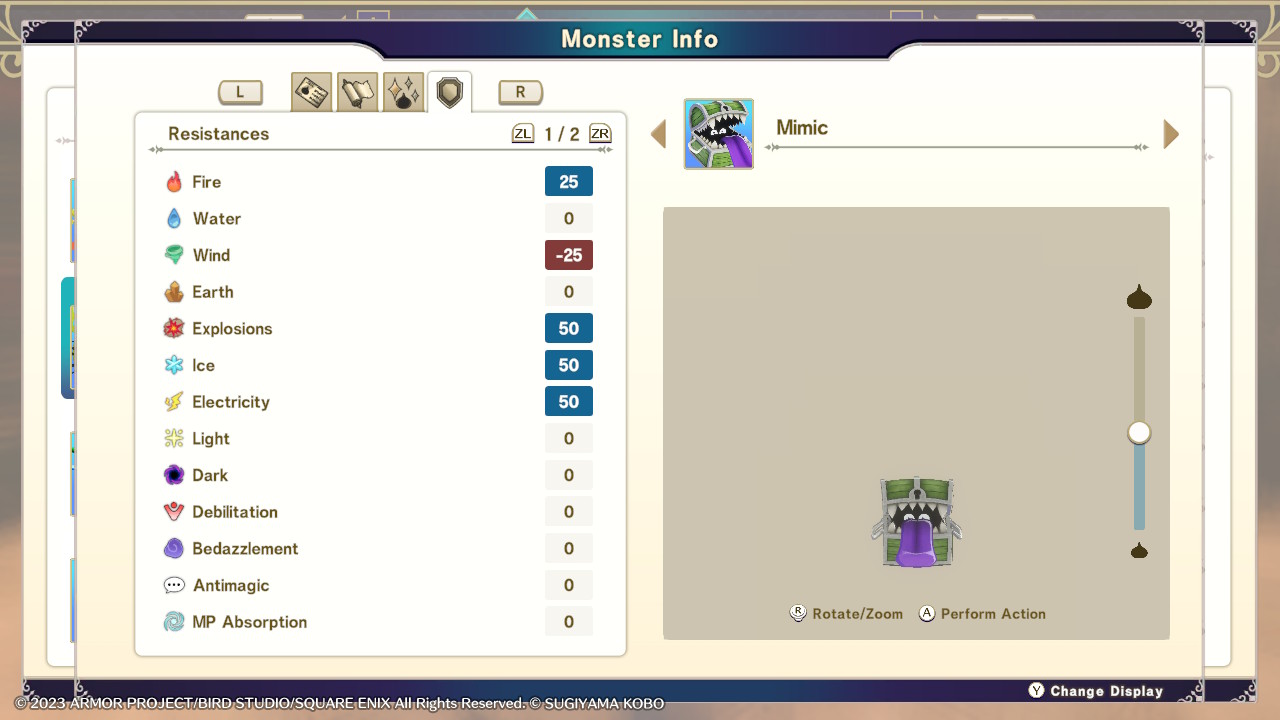 Monster Info
L
R
Resistances
ZL 1 / 2 ZR
Mimic
Fire 25
Water 0
Wind -25
Earth 0
Explosions 50
Ice 50
Electricity 50
Light 0
Dark 0
Debilitation 0
Bedazzlement 0
Antimagic 0
MP Absorption 0
R Rotate/Zoom A Perform Action
Y Change Display
© 2023 ARMOR PROJECT/BIRD STUDIO/SQUARE ENIX All Rights Reserved. © SUGIYAMA KOBO